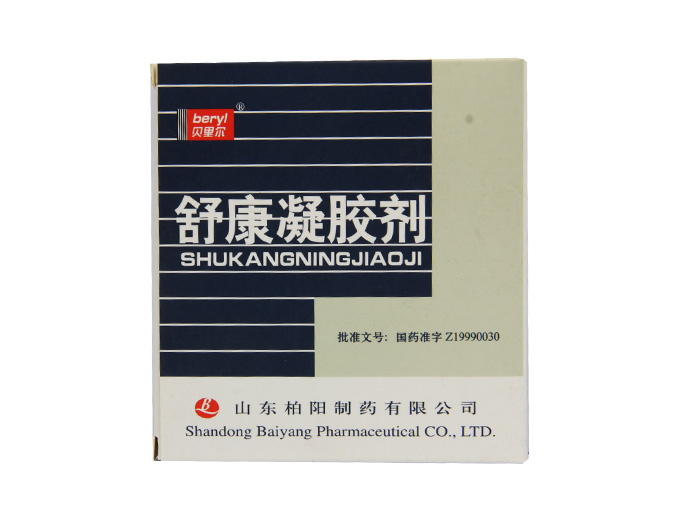 beryl
®
贝里尔
舒康凝胶剂
SHUKANGNINGJIAOJI
批准文号：国药准字 Z19990030
山东柏阳制药有限公司
Shandong Baiyang Pharmaceutical CO., LTD.